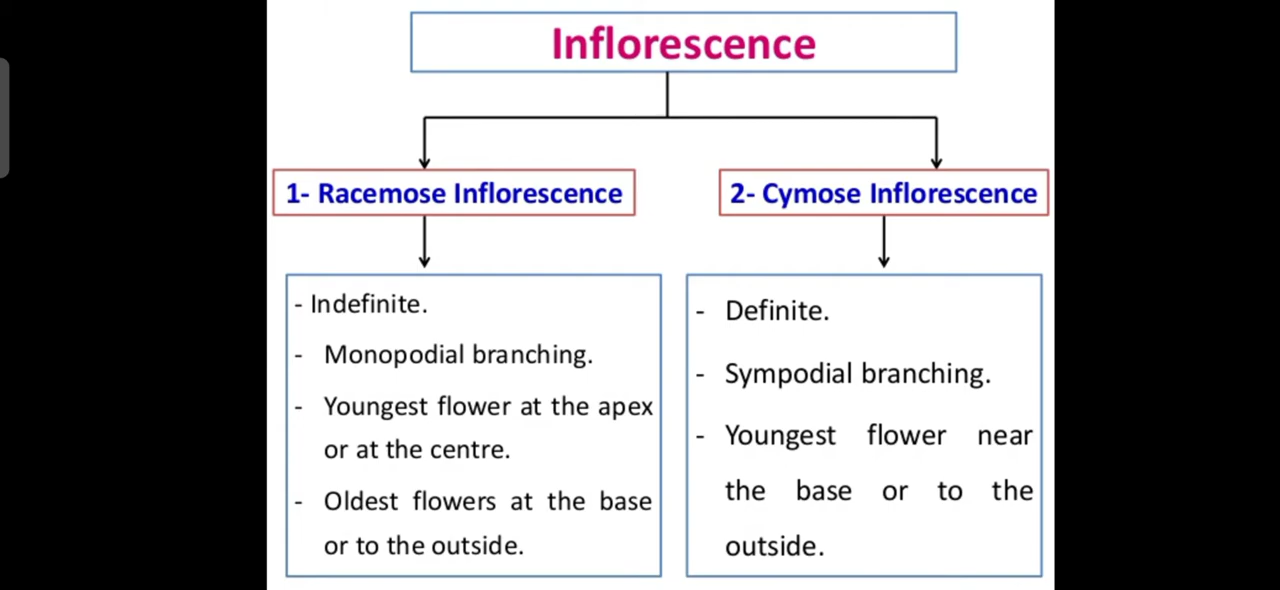 Inflorescence
1- Racemose Inflorescence
2- Cymose Inflorescence
- Indefinite.
- Monopodial branching.
- Youngest flower at the apex
or at the centre.
- Oldest flowers at the base
or to the outside.
- Definite.
- Sympodial branching.
- Youngest flower near
the base or to the
outside.